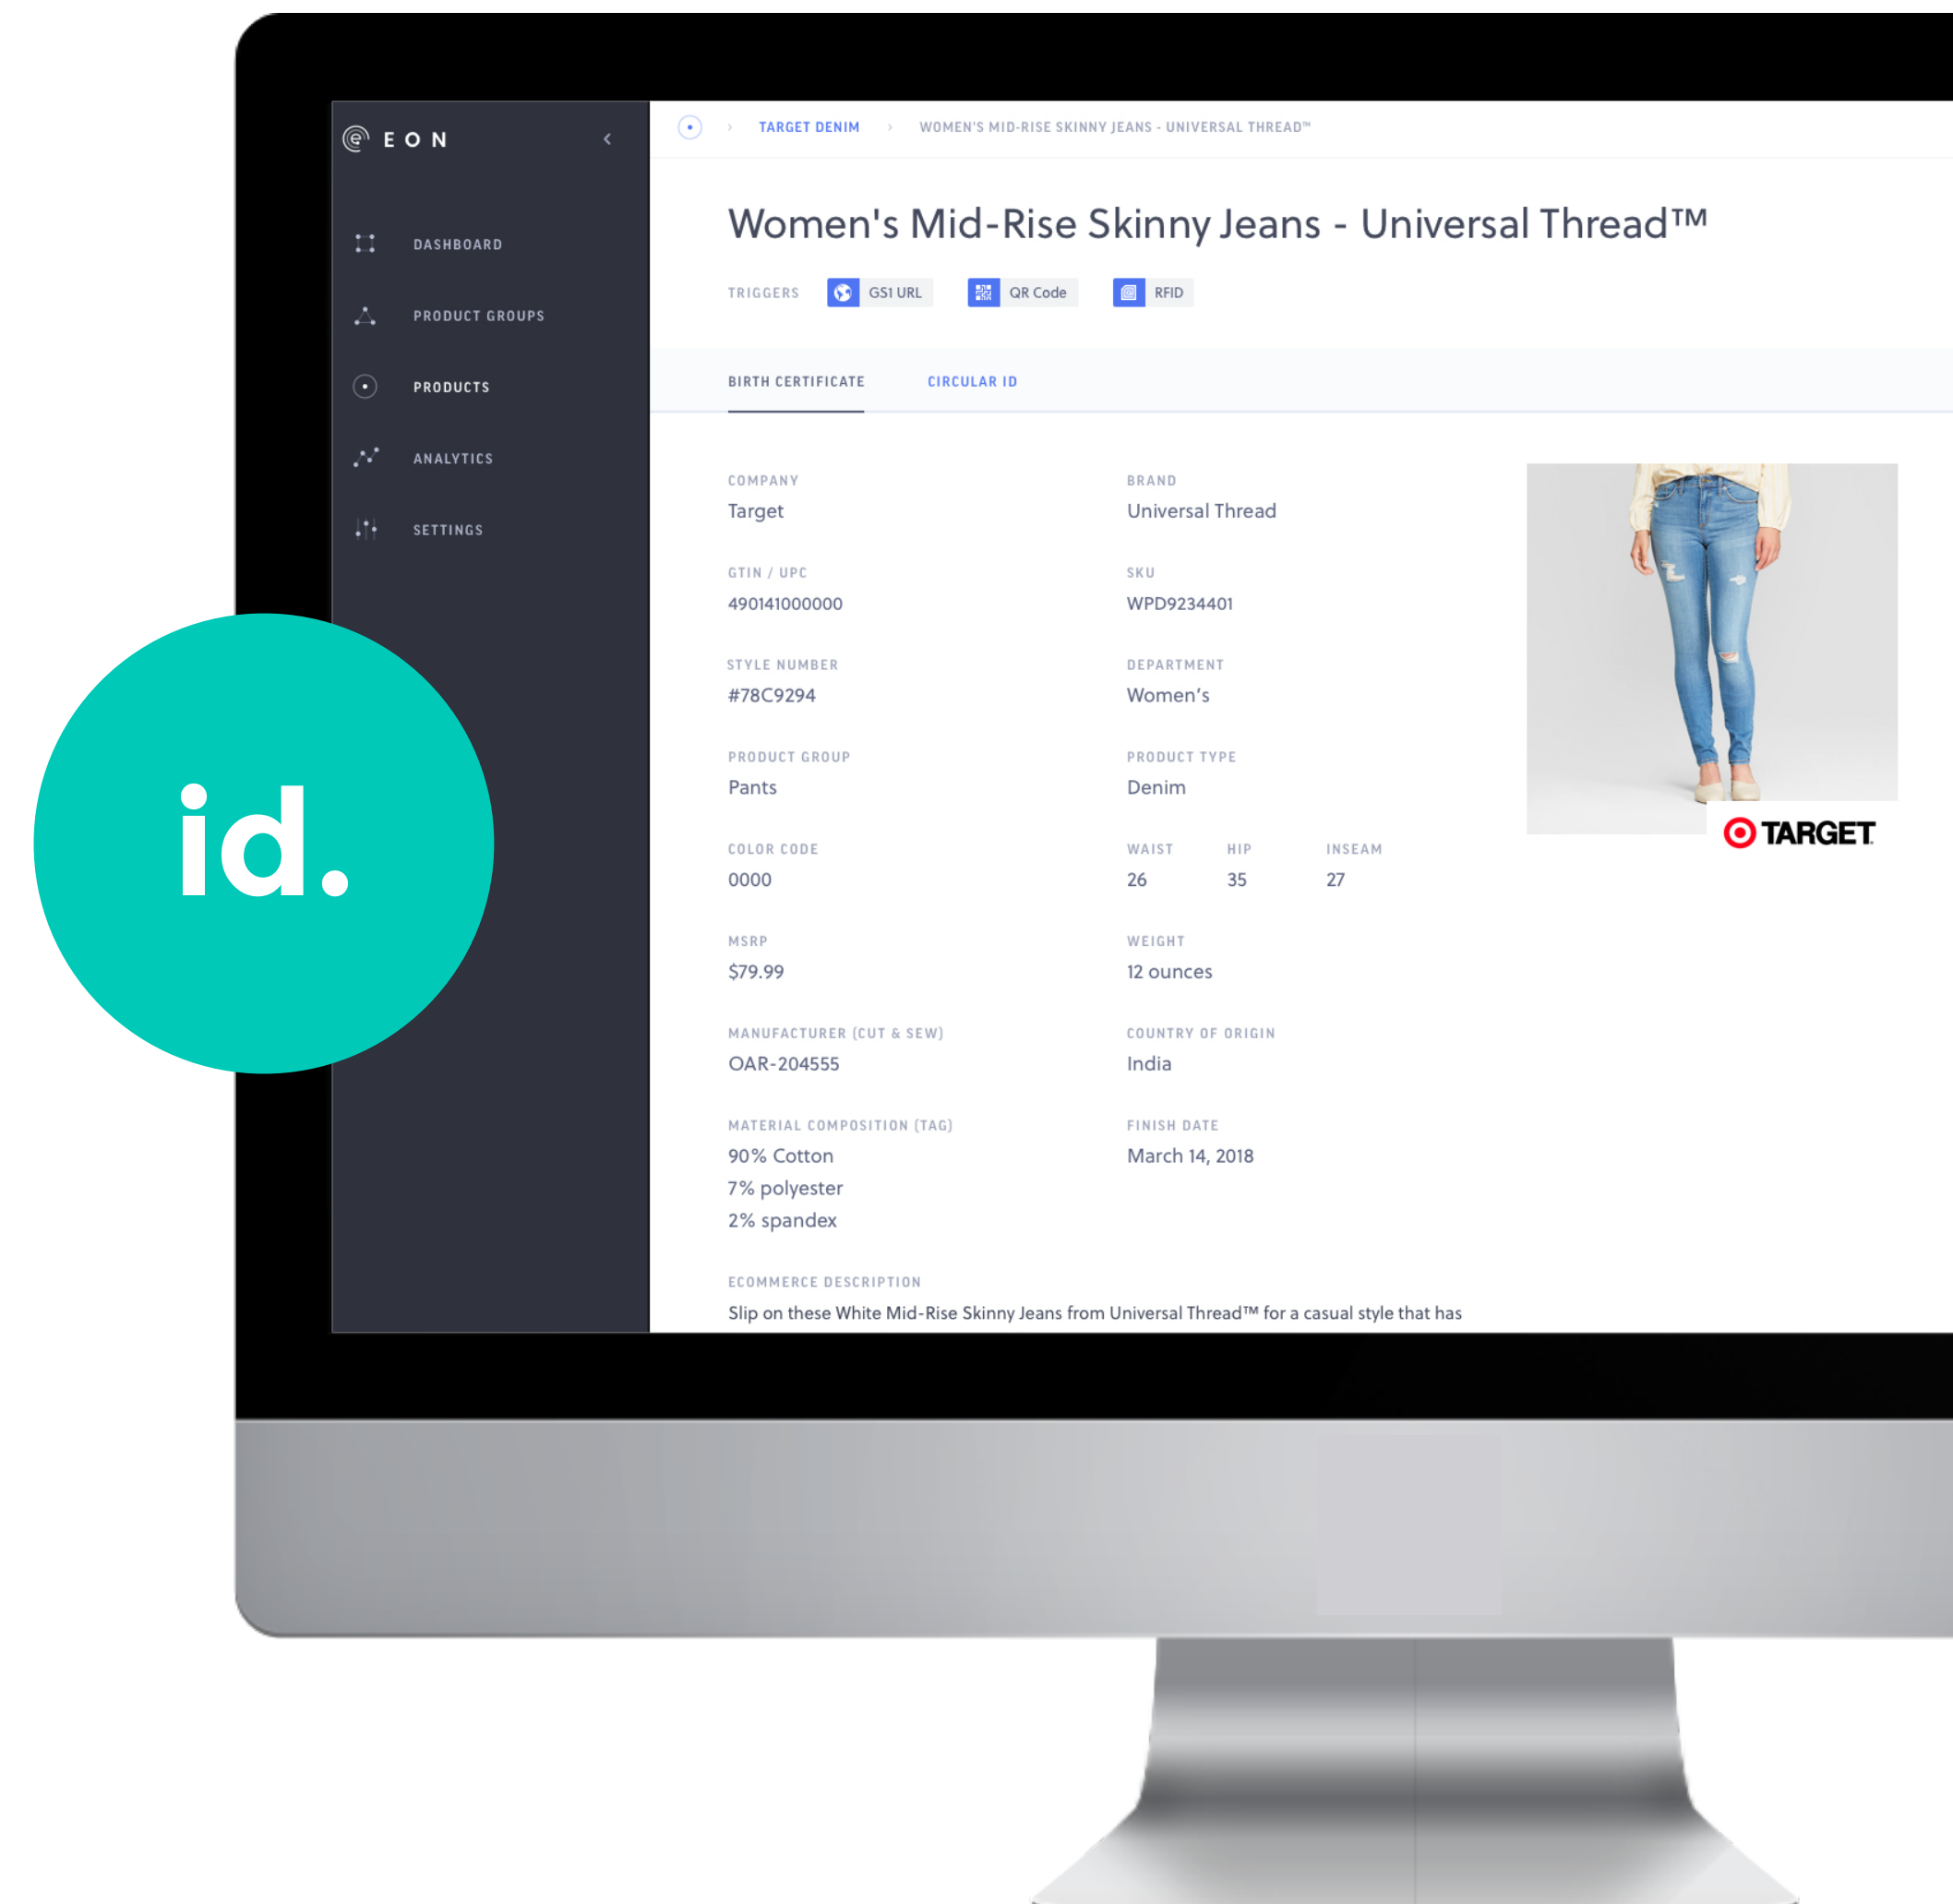 EON
TARGET DENIM
WOMEN'S MID-RISE SKINNY JEANS - UNIVERSAL THREAD™
DASHBOARD
PRODUCT GROUPS
PRODUCTS
ANALYTICS
SETTINGS
id.
Women's Mid-Rise Skinny Jeans - Universal Thread™
TRIGGERS
GS1 URL
QR Code
RFID
BIRTH CERTIFICATE
CIRCULAR ID
COMPANY
Target
BRAND
Universal Thread
GTIN / UPC
490141000000
SKU
WPD9234401
STYLE NUMBER
#78C9294
DEPARTMENT
Women's
PRODUCT GROUP
Pants
PRODUCT TYPE
Denim
COLOR CODE
0000
WAIST HIP INSEAM
26 35 27
MSRP
$79.99
WEIGHT
12 ounces
MANUFACTURER (CUT & SEW)
OAR-204555
COUNTRY OF ORIGIN
India
MATERIAL COMPOSITION (TAG)
90% Cotton
7% polyester
2% spandex
FINISH DATE
March 14, 2018
ECOMMERCE DESCRIPTION
Slip on these White Mid-Rise Skinny Jeans from Universal Thread™ for a casual style that has
TARGET